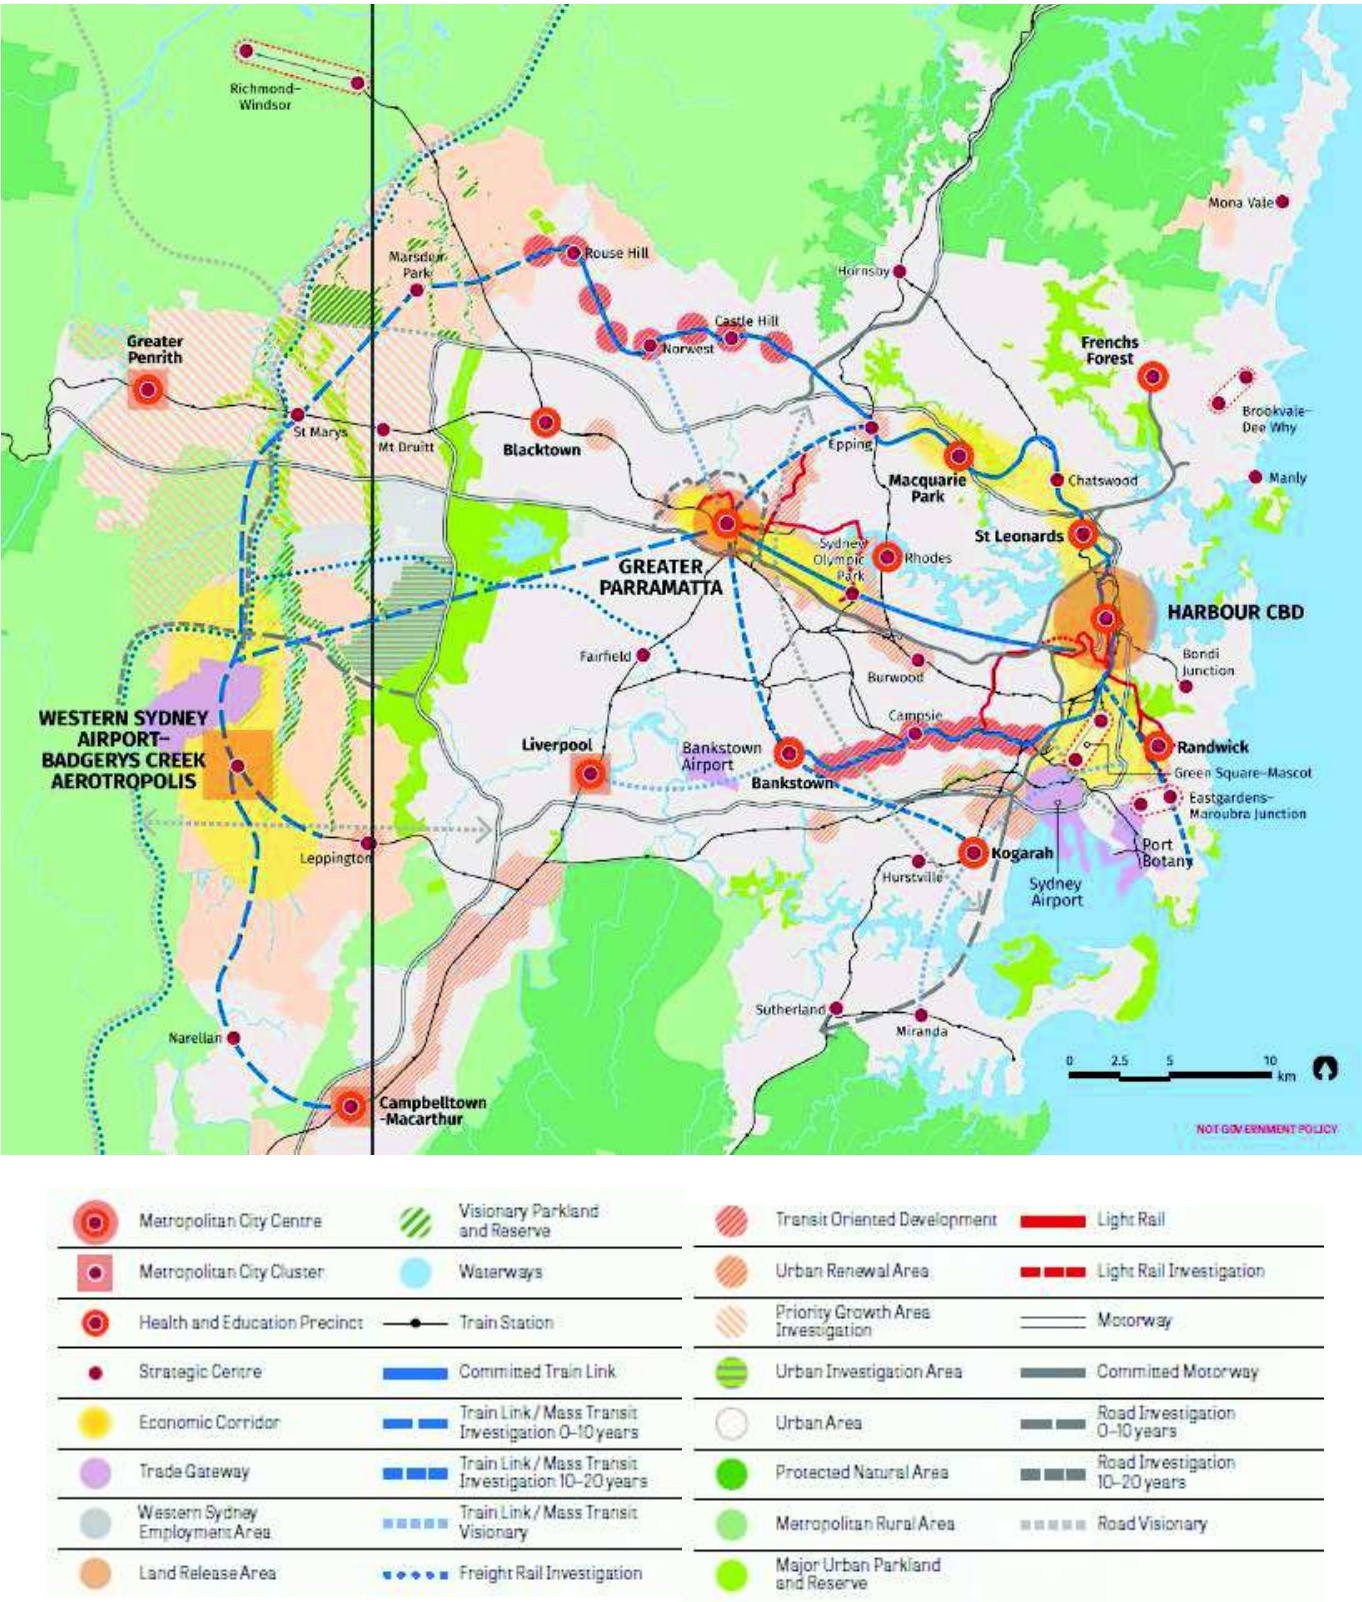 Richmond–
Windsor
Mona Vale
Marsden
Park
Rouse Hill
Hornsby
Castle Hill
Norwest
Greater
Penrith
Frenchs
Forest
Brookvale–
Dee Why
St Marys
Mt Druitt
Blacktown
Epping
Macquarie
Park
Chatswood
Manly
St Leonards
Sydney
Olympic
Park
Rhodes
GREATER
PARRAMATTA
HARBOUR CBD
Fairfield
Burwood
Bondi
Junction
WESTERN SYDNEY
AIRPORT–
BADGERYS CREEK
AEROTROPOLIS
Liverpool
Bankstown
Airport
Campsie
Bankstown
Randwick
Green Square–Mascot
Eastgardens–
Maroubra Junction
Leppington
Kogarah
Hurstville
Port
Botany
Sydney
Airport
Narellan
Sutherland
Miranda
0 2.5 5 10
km
Campbelltown
-Macarthur
NOT GOVERNMENT POLICY
Metropolitan City Centre
Metropolitan City Cluster
Health and Education Precinct
Strategic Centre
Economic Corridor
Trade Gateway
Western Sydney
Employment Area
Land Release Area
Visionary Parkland
and Reserve
Waterways
Train Station
Committed Train Link
Train Link / Mass Transit
Investigation 0–10 years
Train Link / Mass Transit
Investigation 10–20 years
Train Link / Mass Transit
Visionary
Freight Rail Investigation
Transit Oriented Development
Urban Renewal Area
Priority Growth Area
Investigation
Urban Investigation Area
Urban Area
Protected Natural Area
Metropolitan Rural Area
Major Urban Parkland
and Reserve
Light Rail
Light Rail Investigation
Motorway
Committed Motorway
Road Investigation
0–10 years
Road Investigation
10–20 years
Road Visionary